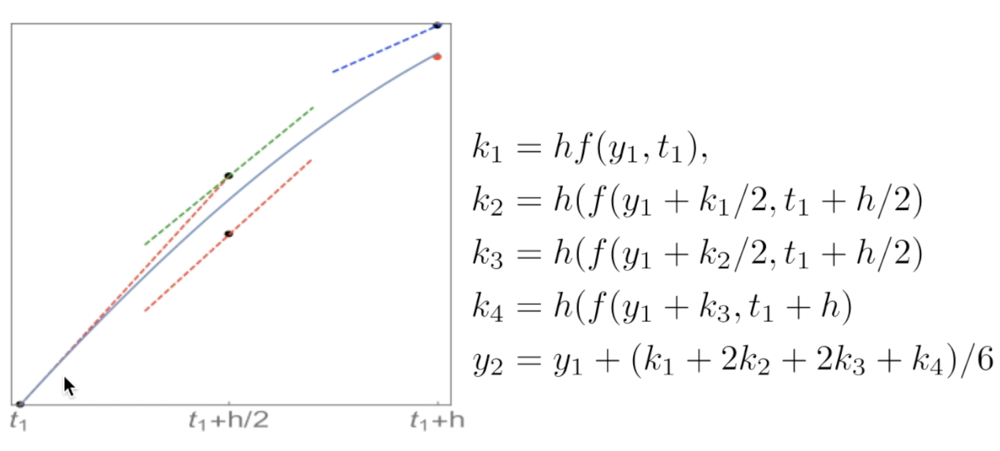 k₁ = hf(y₁, t₁),
k₂ = h(f(y₁ + k₁/2, t₁ + h/2)
k₃ = h(f(y₁ + k₂/2, t₁ + h/2)
k₄ = h(f(y₁ + k₃, t₁ + h)
y₂ = y₁ + (k₁ + 2k₂ + 2k₃ + k₄)/6
t₁ t₁+h/2 t₁+h